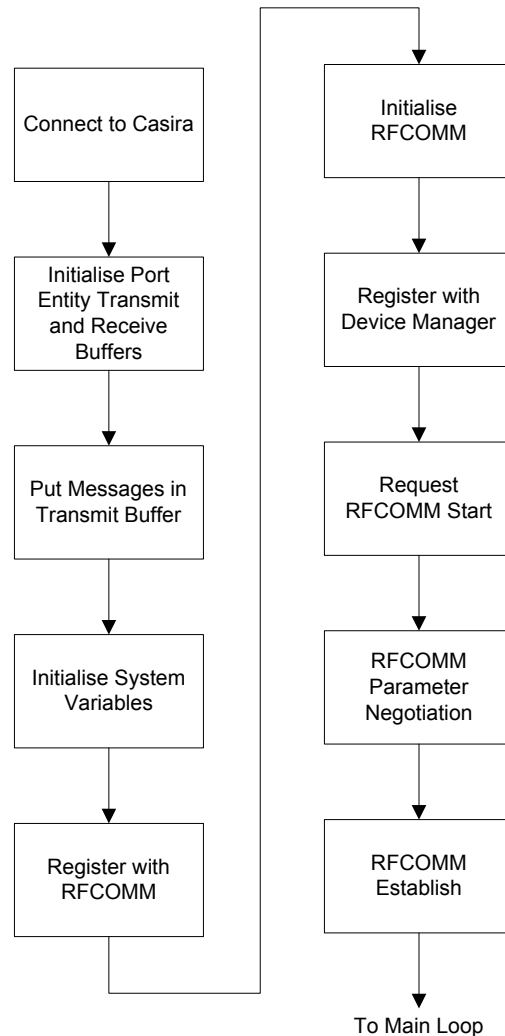 Connect to Casira
Initialise Port
Entity Transmit
and Receive
Buffers
Put Messages in
Transmit Buffer
Initialise System
Variables
Register with
RFCOMM
Initialise
RFCOMM
Register with
Device Manager
Request
RFCOMM Start
RFCOMM
Parameter
Negotiation
RFCOMM
Establish
To Main Loop